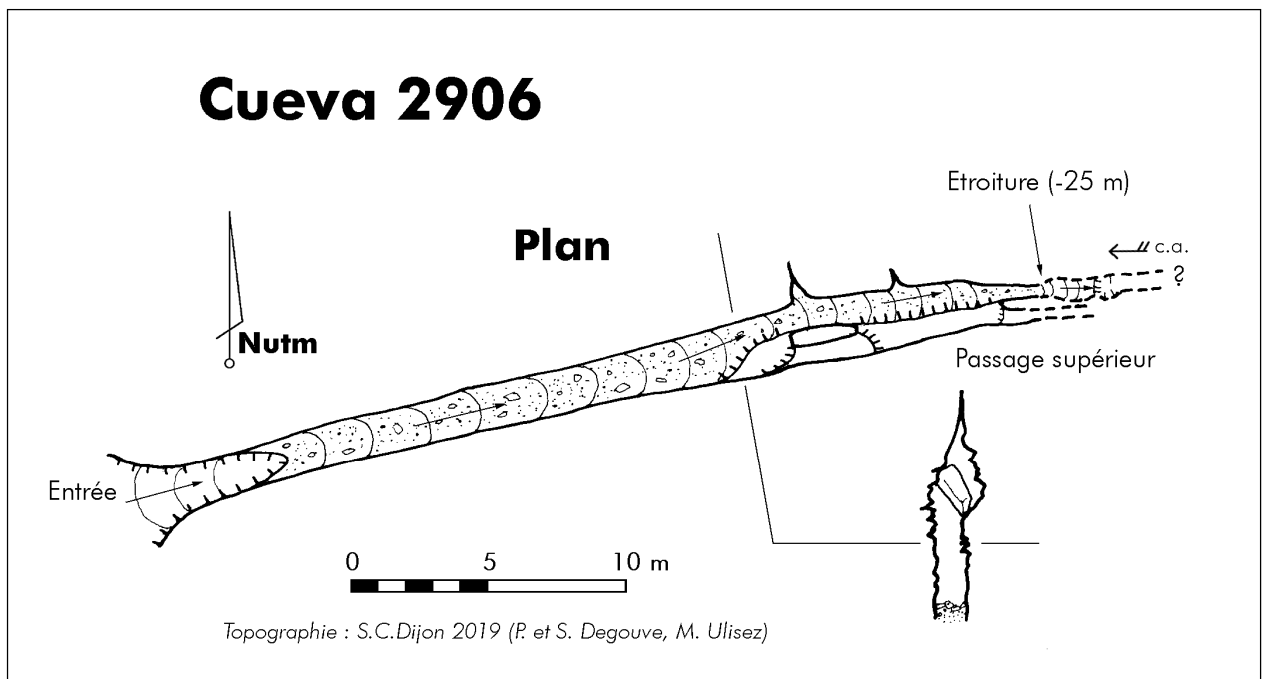 Cueva 2906
Etroiture (-25 m)
Plan
c.a.
?
Nutm
Passage supérieur
Entrée
0 5 10 m
Topographie : S.C.Dijon 2019 (P. et S. Degouve, M. Ulisez)